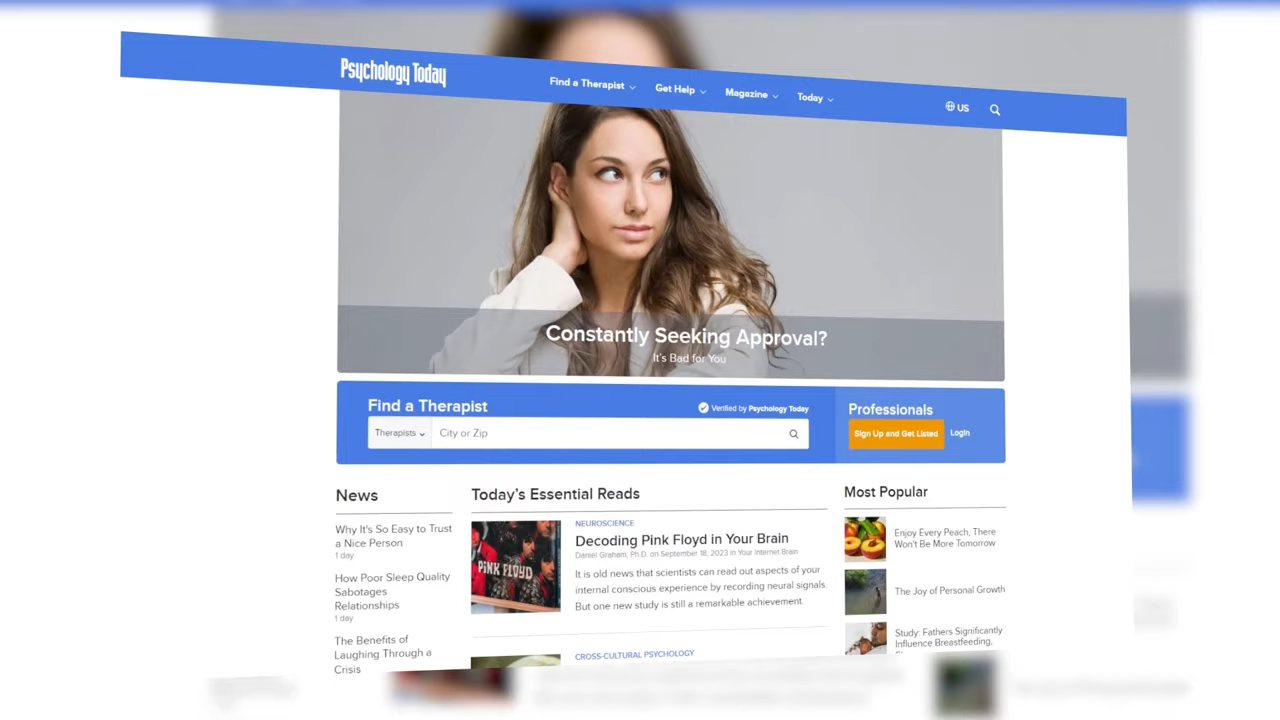 Psychology Today
Find a Therapist
Get Help
Magazine
Today
US
Constantly Seeking Approval?
It's Bad for You
Find a Therapist
Verified by Psychology Today
Therapists
City or Zip
Professionals
Sign Up and Get Listed
Login
News
Why It's So Easy to Trust
a Nice Person
1 day
How Poor Sleep Quality
Sabotages
Relationships
1 day
The Benefits of
Laughing Through a
Crisis
Today's Essential Reads
PINK FLOYD
NEUROSCIENCE
Decoding Pink Floyd in Your Brain
Daniel Graham, Ph.D. on September 18, 2023 in Your Internet Brain
It is old news that scientists can read out aspects of your
internal conscious experience by recording neural signals.
But one new study is still a remarkable achievement.
CROSS-CULTURAL PSYCHOLOGY
Most Popular
Enjoy Every Peach, There
Won't Be More Tomorrow
The Joy of Personal Growth
Study: Fathers Significantly
Influence Breastfeeding,